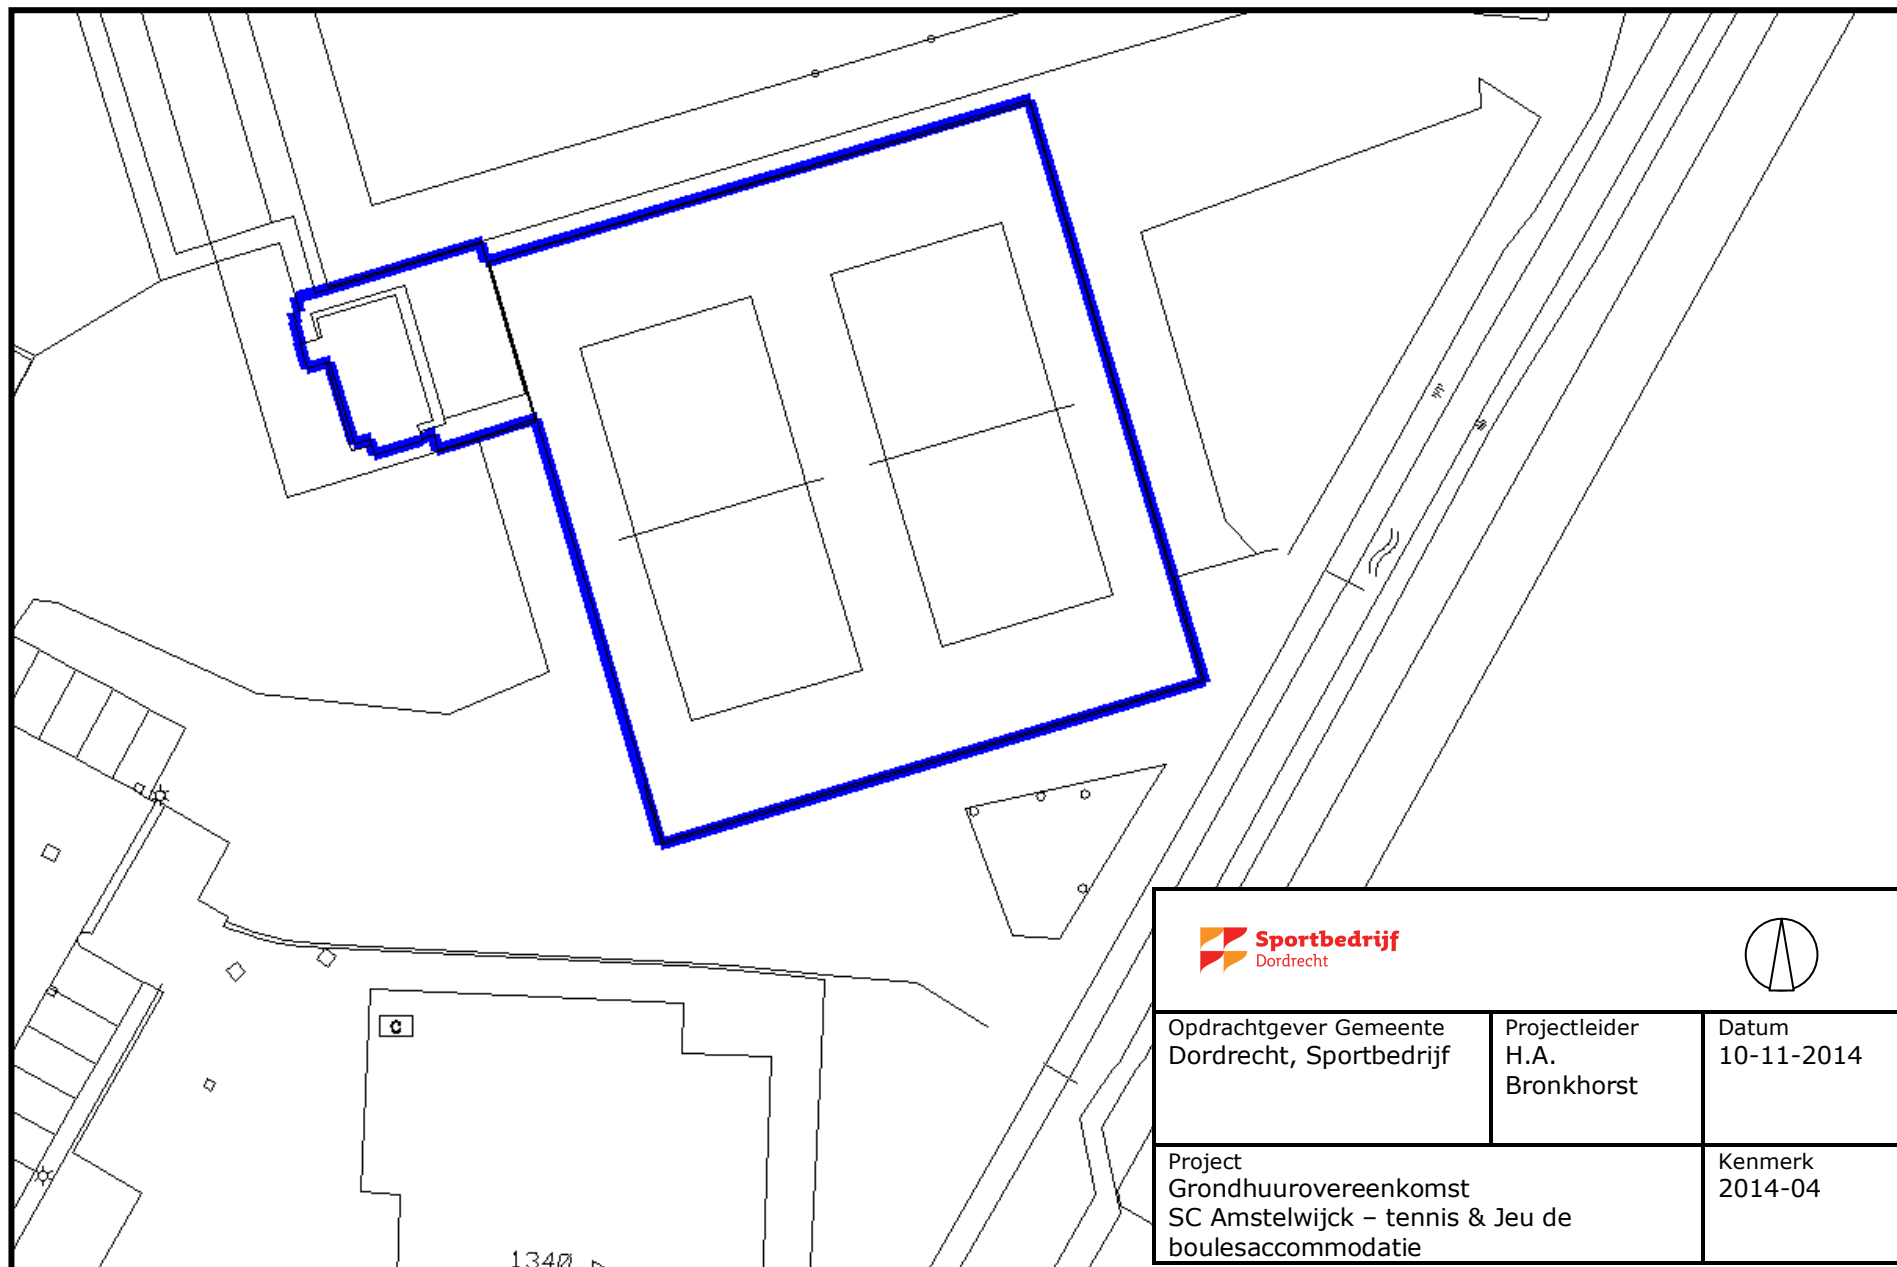 Sportbedrijf
Dordrecht
Opdrachtgever Gemeente
Dordrecht, Sportbedrijf
Projectleider
H.A.
Bronkhorst
Datum
10-11-2014
Project
Grondhuurovereenkomst
SC Amstelwijck – tennis & Jeu de
boulesaccommodatie
Kenmerk
2014-04
1340